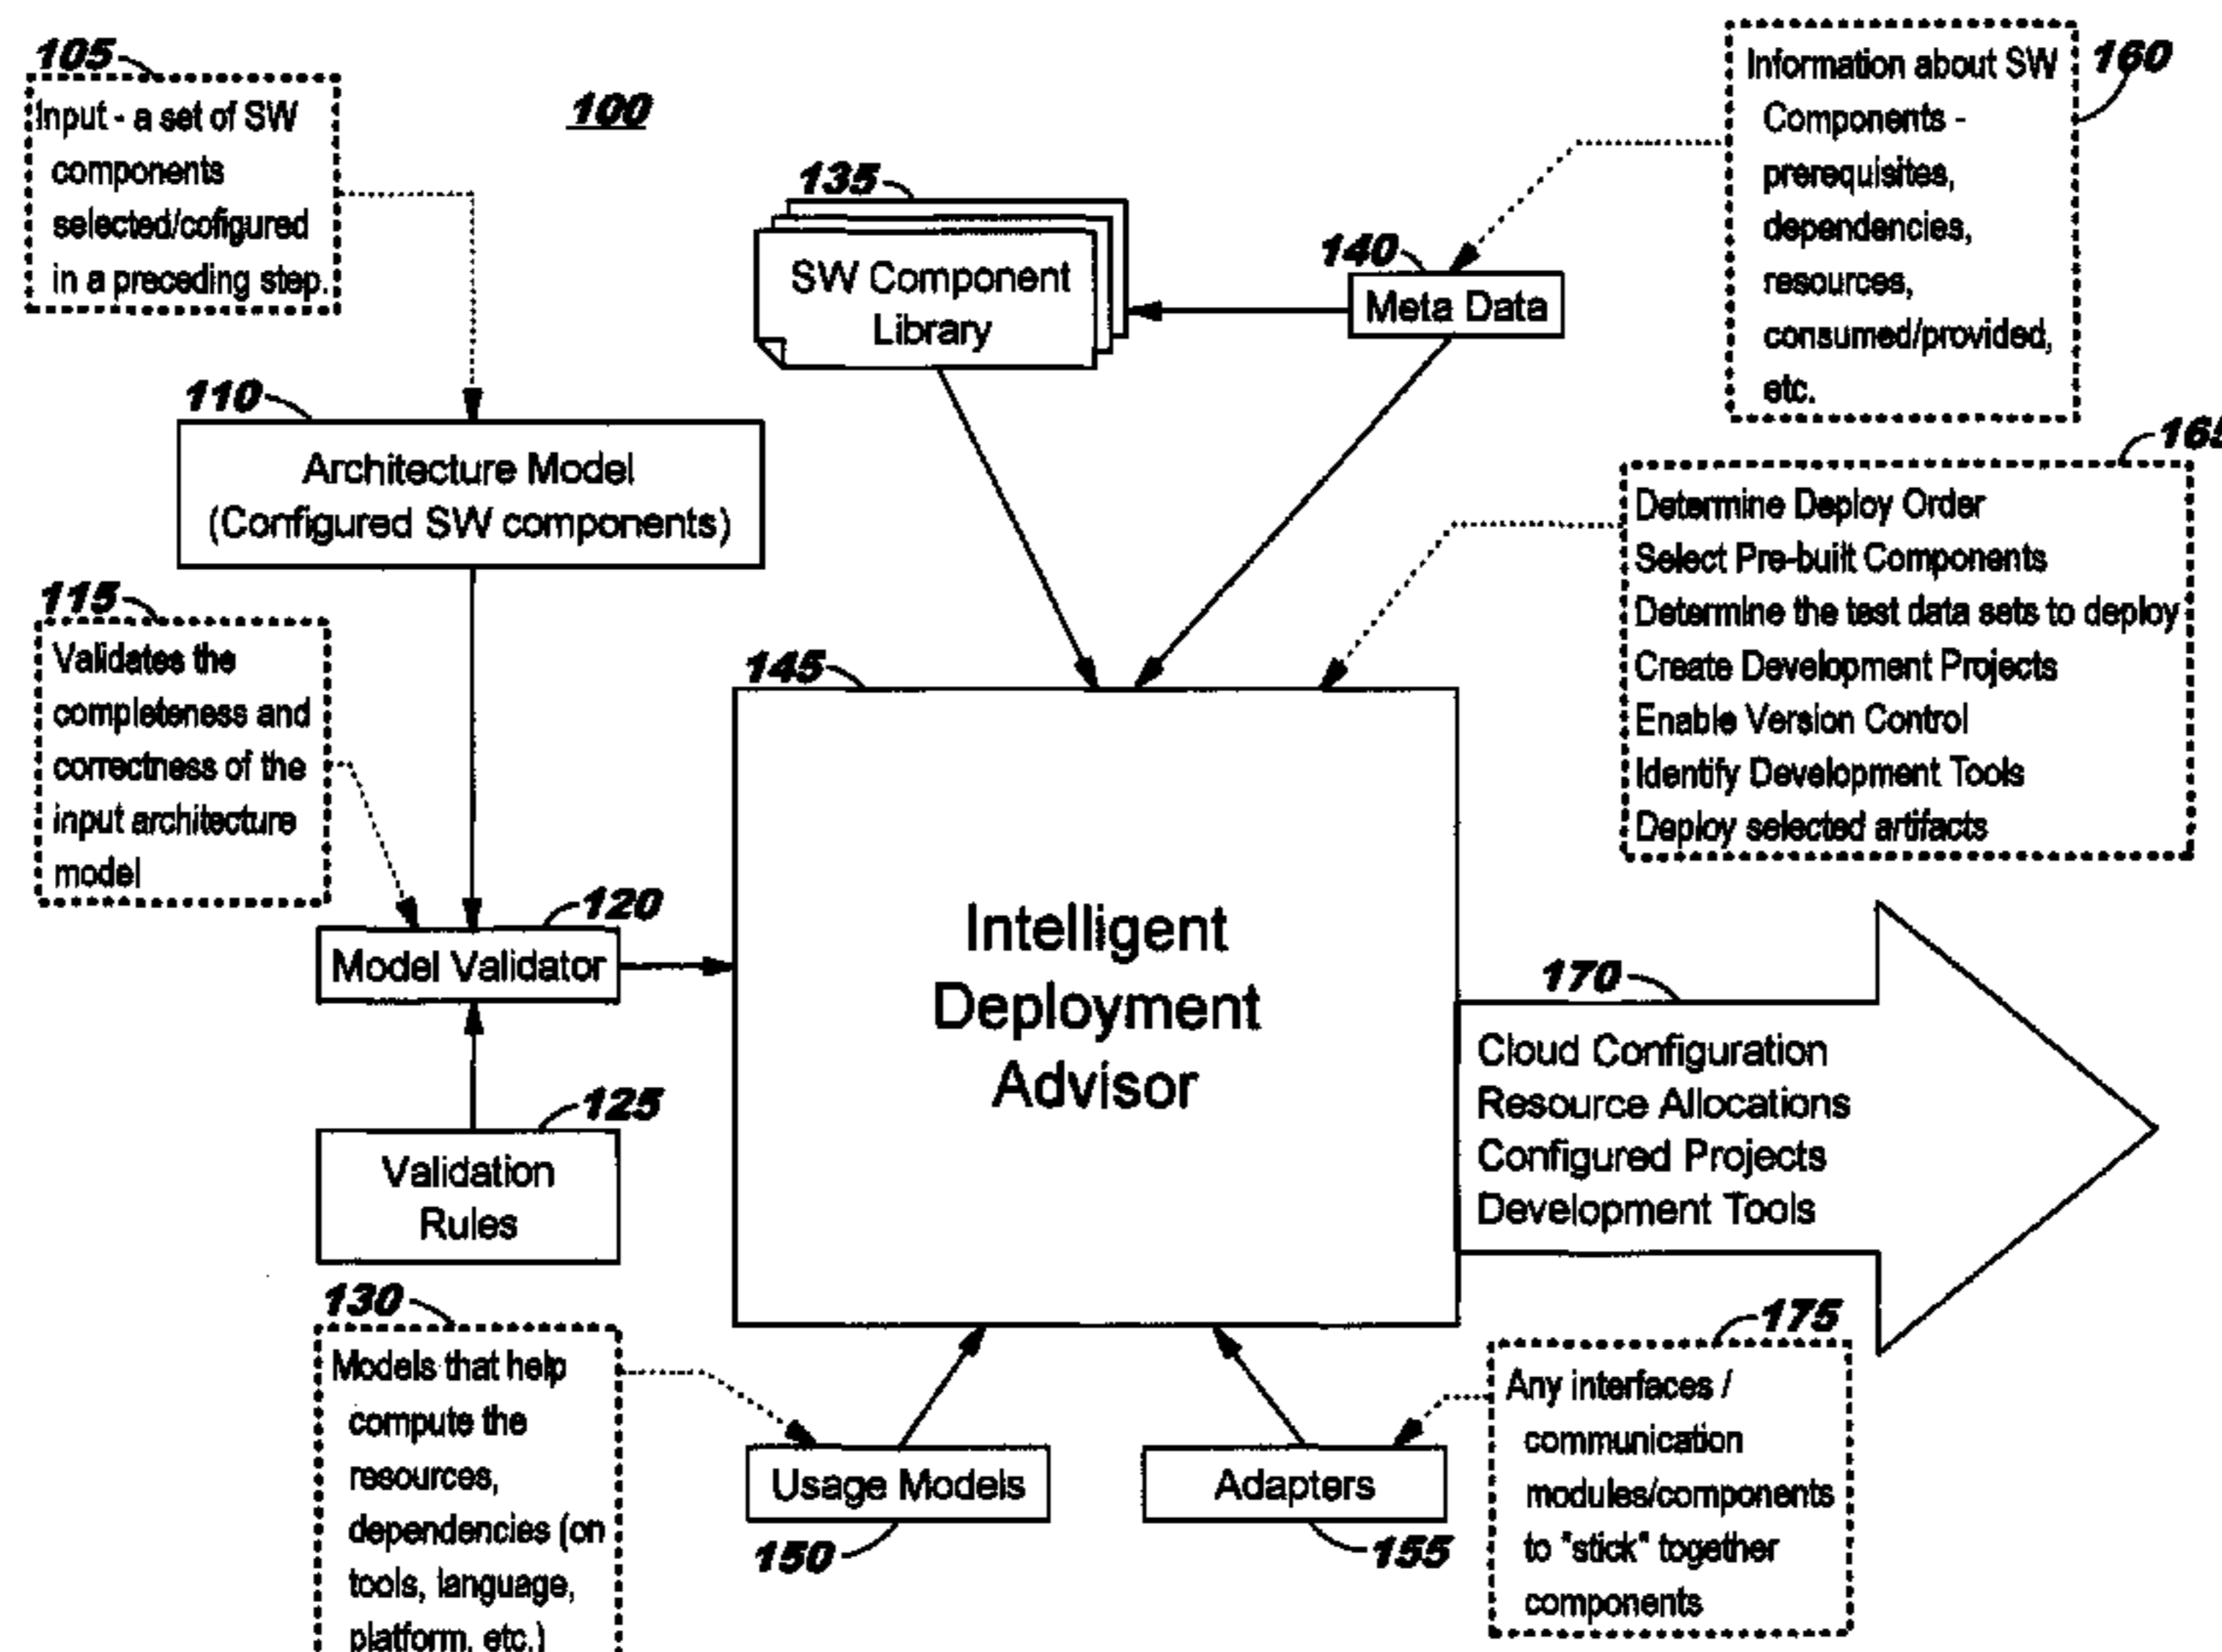 105
Input - a set of SW
components
selected/cofigured
in a preceding step.
100
135
SW Component
Library
140
Meta Data
Information about SW
Components -
prerequisites,
dependencies,
resources,
consumed/provided,
etc.
160
110
Architecture Model
(Configured SW components)
165
Determine Deploy Order
Select Pre-built Components
Determine the test data sets to deploy
Create Development Projects
Enable Version Control
Identify Development Tools
Deploy selected artifacts
115
Validates the
completeness and
correctness of the
input architecture
model
120
Model Validator
125
Validation
Rules
145
Intelligent
Deployment
Advisor
170
Cloud Configuration
Resource Allocations
Configured Projects
Development Tools
130
Models that help
compute the
resources,
dependencies (on
tools, language,
platform, etc.)
Usage Models
150
Adapters
155
175
Any interfaces /
communication
modules/components
to "stick" together
components